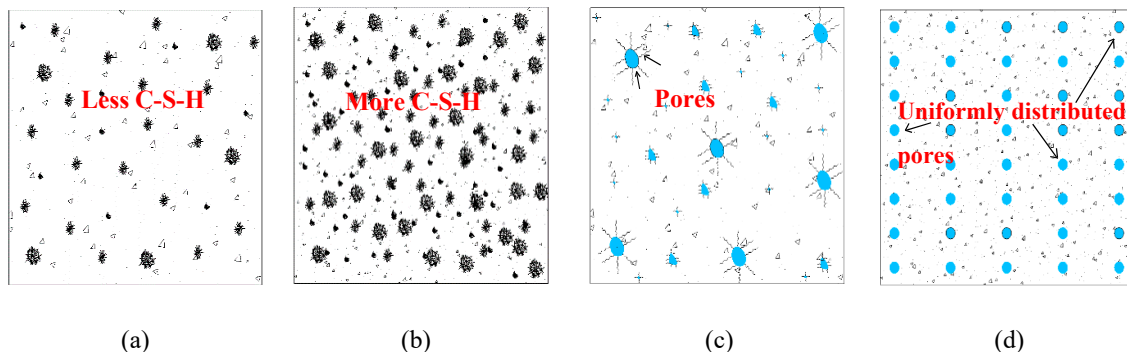 Less C-S-H
More C-S-H
Pores
Uniformly distributed
pores
(a)
(b)
(c)
(d)